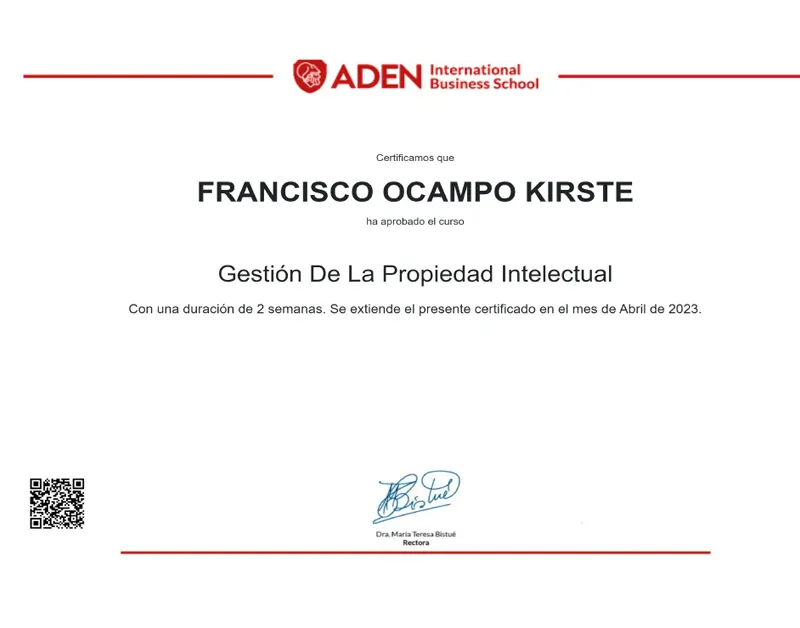 ADEN International Business School
Certificamos que
FRANCISCO OCAMPO KIRSTE
ha aprobado el curso
Gestión De La Propiedad Intelectual
Con una duración de 2 semanas. Se extiende el presente certificado en el mes de Abril de 2023.
Bistué
Dra. María Teresa Bistué
Rectora